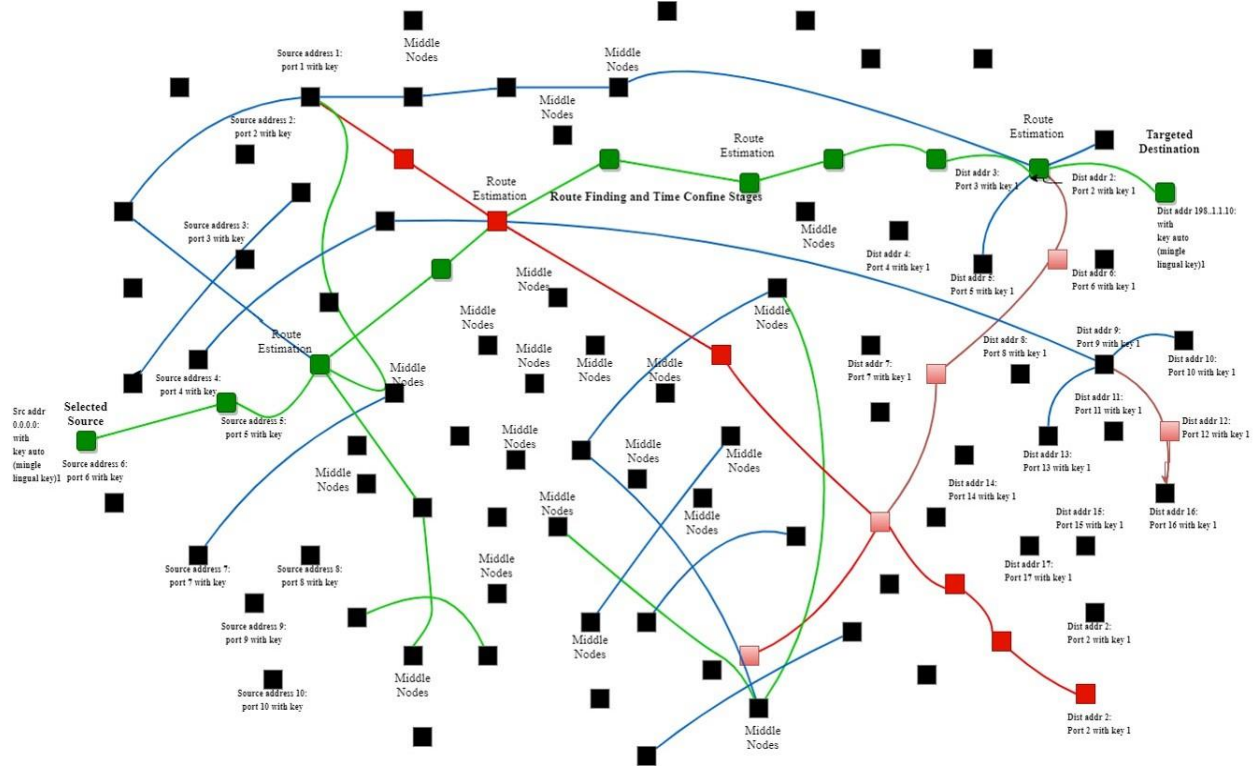 Middle
Nodes
Source address 1:
port 1 with key
Middle
Nodes
Middle
Nodes
Source address 2:
port 2 with key
Route
Estimation
Route
Estimation
Targeted
Destination
Route
Estimation
Route Finding and Time Confine Stages
Dist addr 3:
Port 3 with key 1
Dist addr 2:
Port 2 with key 1
Dist addr 198..1.1.10:
with
key auto
(mingle
lingual key)1
Source address 3:
port 3 with key
Middle
Nodes
Dist addr 4:
Port 4 with key 1
Dist addr 5:
Port 5 with key 1
Dist addr 6:
Port 6 with key 1
Middle
Nodes
Middle
Nodes
Middle
Nodes
Route
Estimation
Middle
Nodes
Middle
Nodes
Middle
Nodes
Dist addr 8:
Port 8 with key 1
Dist addr 9:
Port 9 with key 1
Dist addr 10:
Port 10 with key 1
Dist addr 7:
Port 7 with key 1
Source address 4:
port 4 with key
Middle
Nodes
Src addr
0.0.0.0:
with
key auto
(mingle
lingual key)1
Selected
Source
Source address 5:
port 5 with key
Source address 6:
port 6 with key
Dist addr 11:
Port 11 with key 1
Dist addr 12:
Port 12 with key 1
Middle
Nodes
Middle
Nodes
Middle
Nodes
Dist addr 13:
Port 13 with key 1
Middle
Nodes
Dist addr 14:
Port 14 with key 1
Middle
Nodes
Middle
Nodes
Dist addr 15:
Port 15 with key 1
Dist addr 16:
Port 16 with key 1
Source address 7:
port 7 with key
Source address 8:
port 8 with key
Middle
Nodes
Dist addr 17:
Port 17 with key 1
Source address 9:
port 9 with key
Middle
Nodes
Dist addr 2:
Port 2 with key 1
Source address 10:
port 10 with key
Middle
Nodes
Middle
Nodes
Dist addr 2:
Port 2 with key 1